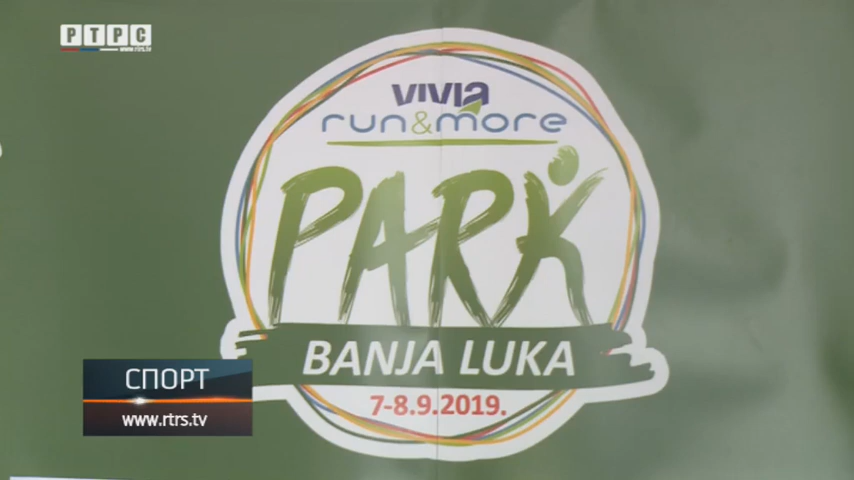 РТРС
www.rtrs.tv
VIVIA
run&more
PARK
BANJA LUKA
7-8.9.2019.
СПОРТ
www.rtrs.tv